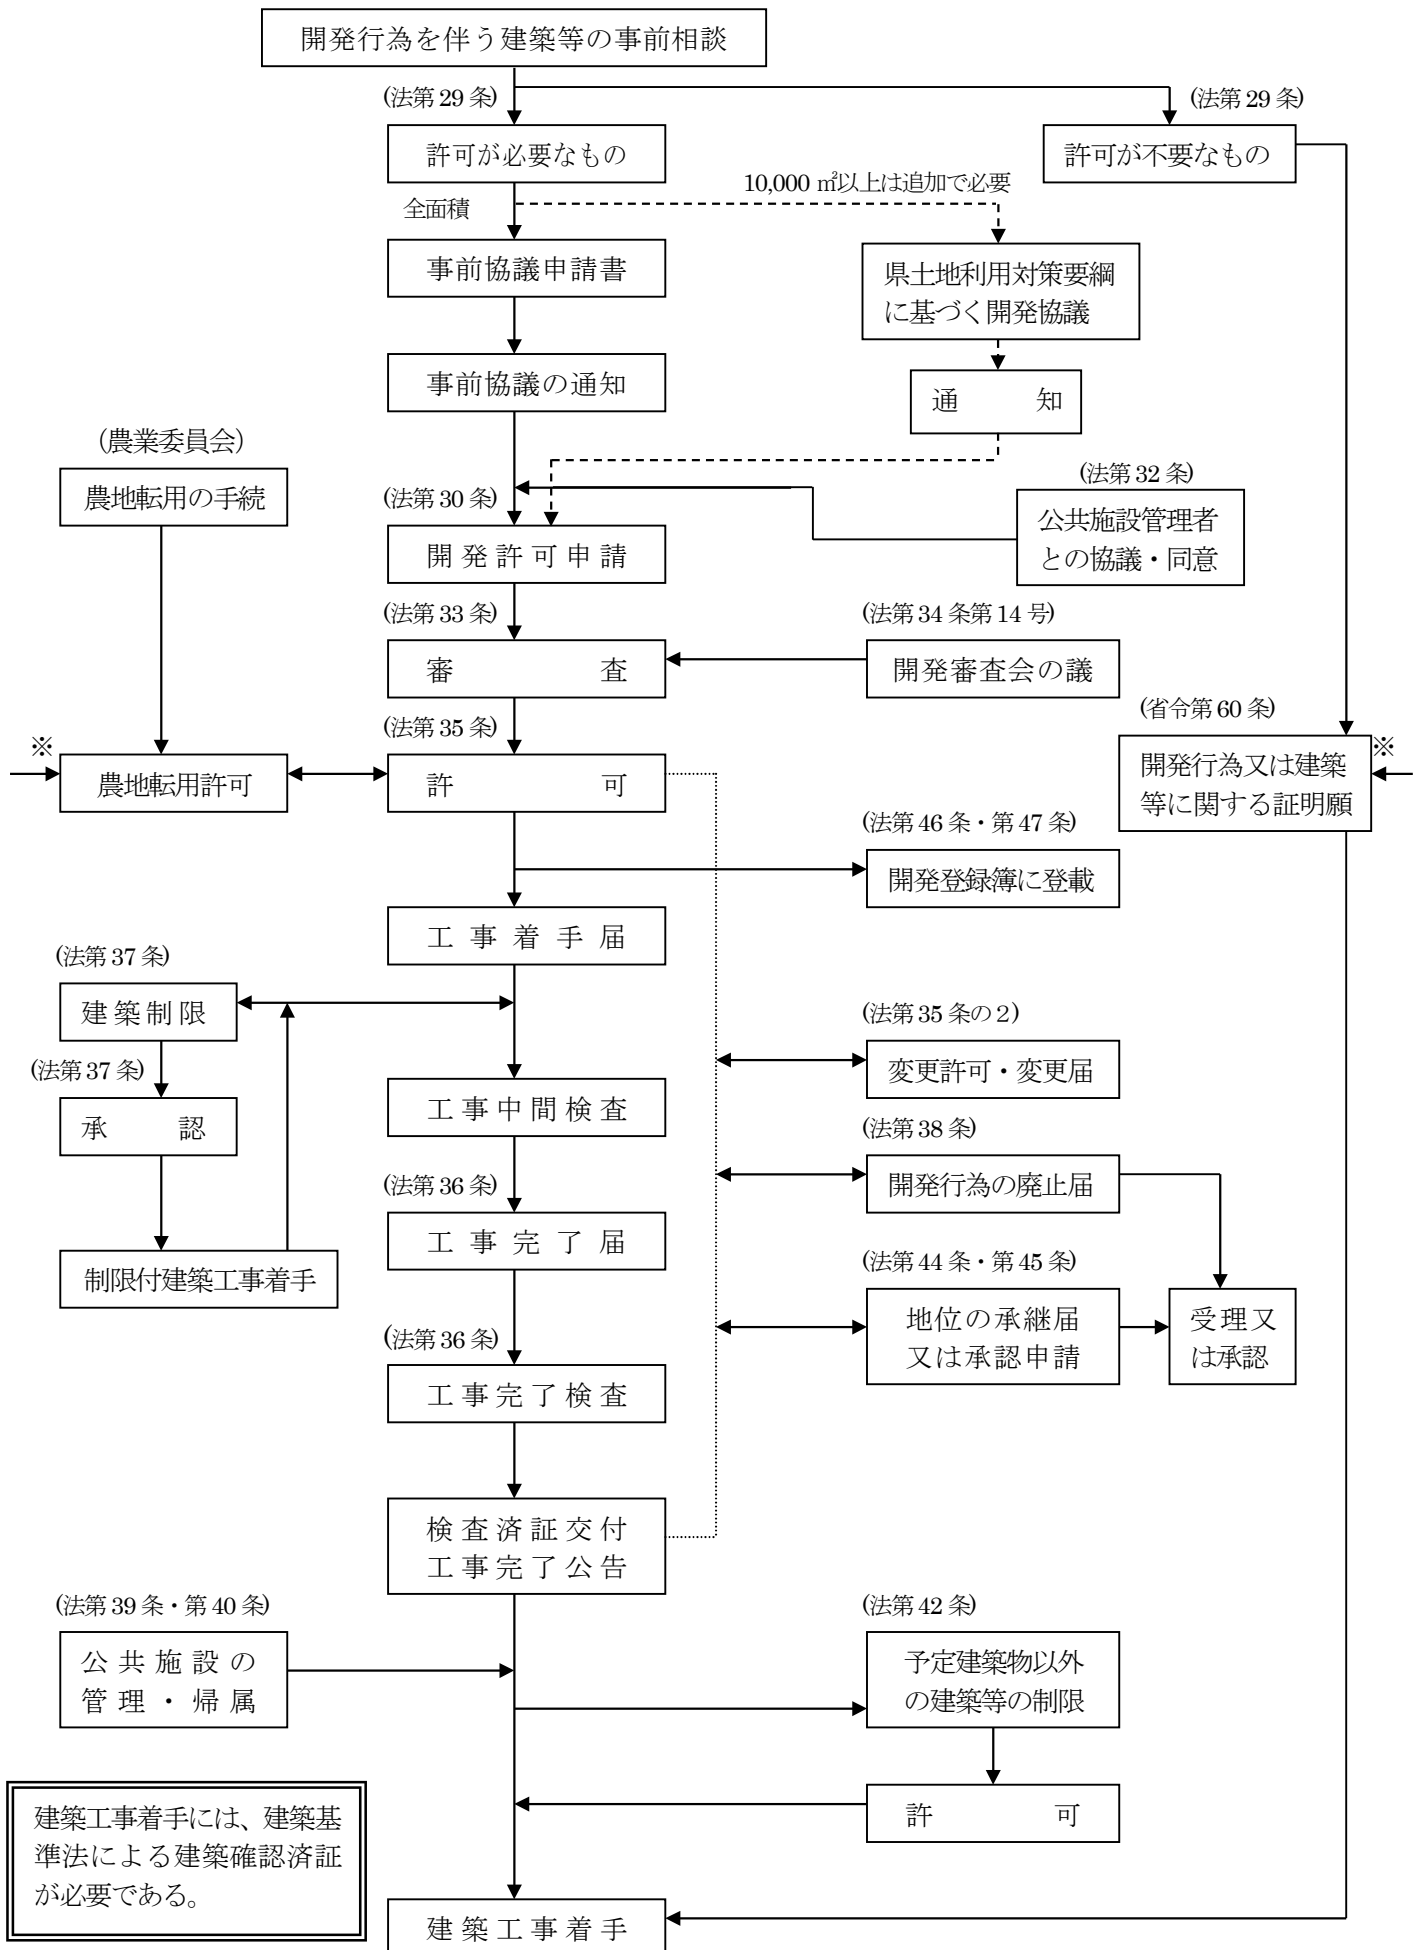 開発行為を伴う建築等の事前相談
(法第29条)
(法第29条)
許可が必要なもの
許可が不要なもの
10,000㎡以上は追加で必要
全面積
事前協議申請書
県土地利用対策要綱
に基づく開発協議
事前協議の通知
通知
(農業委員会)
農地転用の手続
(法第32条)
(法第30条)
公共施設管理者
との協議・同意
開発許可申請
(法第33条)
(法第34条第14号)
審査
開発審査会の議
(省令第60条)
(法第35条)
※
※
農地転用許可
許可
開発行為又は建築
等に関する証明願
(法第46条・第47条)
開発登録簿に登載
工事着手届
(法第37条)
建築制限
(法第35条の2)
変更許可・変更届
(法第37条)
承認
工事中間検査
(法第38条)
開発行為の廃止届
(法第36条)
工事完了届
(法第44条・第45条)
制限付建築工事着手
地位の承継届
又は承認申請
受理又
は承認
(法第36条)
工事完了検査
検査済証交付
工事完了公告
(法第39条・第40条)
(法第42条)
公共施設の
管理・帰属
予定建築物以外
の建築等の制限
許可
建築工事着手には、建築基
準法による建築確認済証
が必要である。
建築工事着手